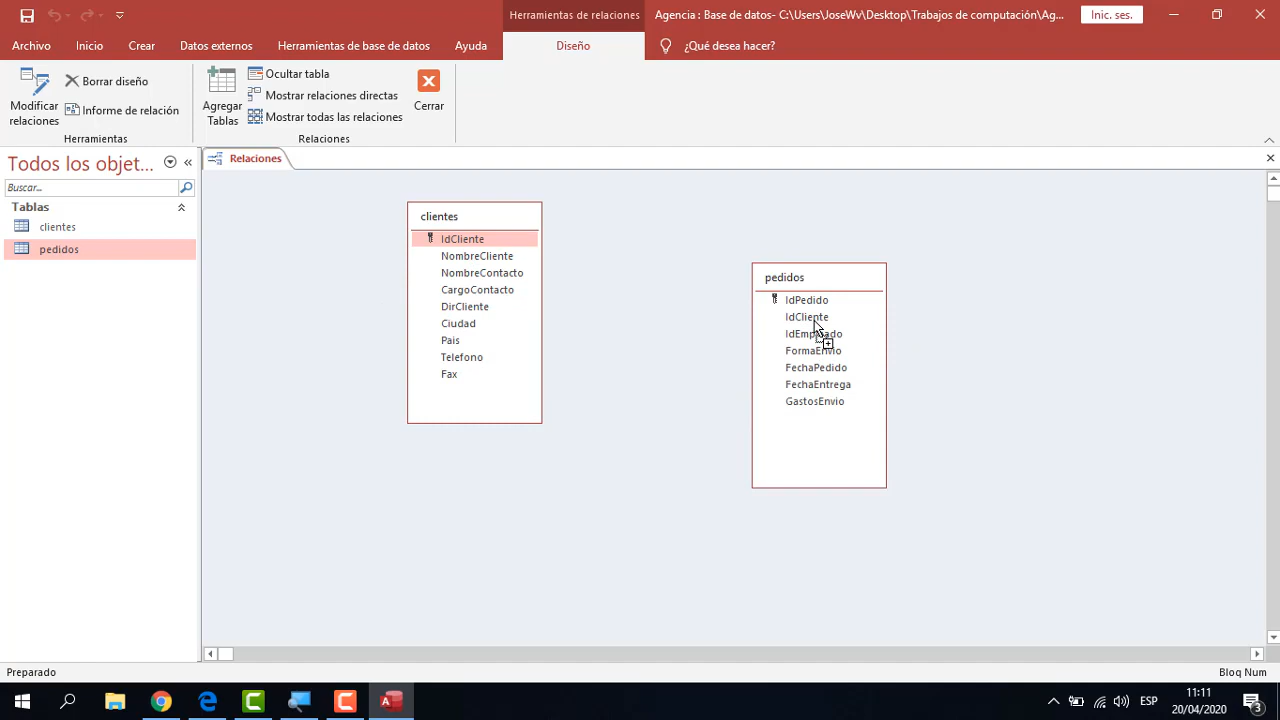 Herramientas de relaciones
Agencia : Base de datos- C:\Users\JoseWv\Desktop\Trabajos de computación\Ag...
Inic. ses.
Archivo
Inicio
Crear
Datos externos
Herramientas de base de datos
Ayuda
Diseño
¿Qué desea hacer?
Modificar relaciones
Borrar diseño
Informe de relación
Herramientas
Agregar Tablas
Ocultar tabla
Mostrar relaciones directas
Mostrar todas las relaciones
Relaciones
Cerrar
Todos los objet...
Buscar...
Tablas
clientes
pedidos
Relaciones
clientes
IdCliente
NombreCliente
NombreContacto
CargoContacto
DirCliente
Ciudad
Pais
Telefono
Fax
pedidos
IdPedido
IdCliente
IdEmpleado
FormaEnvio
FechaPedido
FechaEntrega
GastosEnvio
Preparado
Bloq Num
ESP
11:11
20/04/2020
3